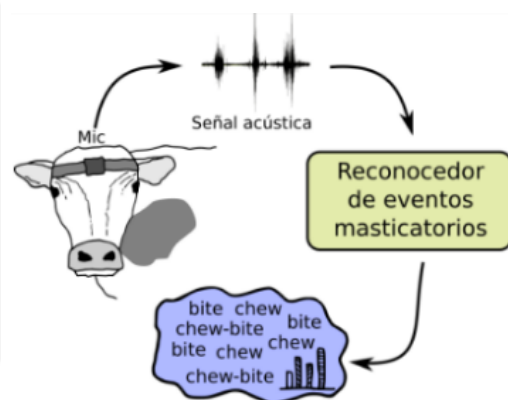 Mic
Señal acústica
Reconocedor
de eventos
masticatorios
bite chew
chew-bite bite
bite chew chew
chew-bite